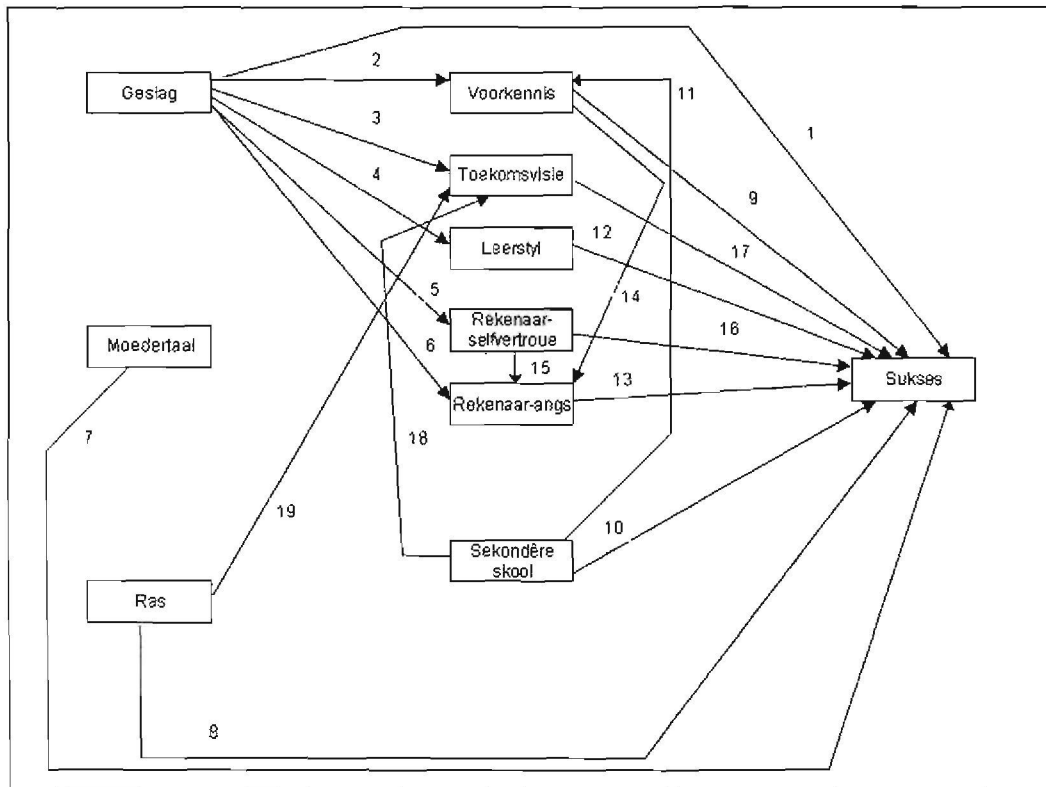 2
Geslag
Voorkennis
11
3
1
Toekomsvisie
4
9
Leerstyl
12
17
5
14
Rekenaar-
selfvertroue
16
Moedertaal
6
15
13
Sukses
Rekenaar-angs
7
18
19
10
Sekondêre
skool
Ras
8